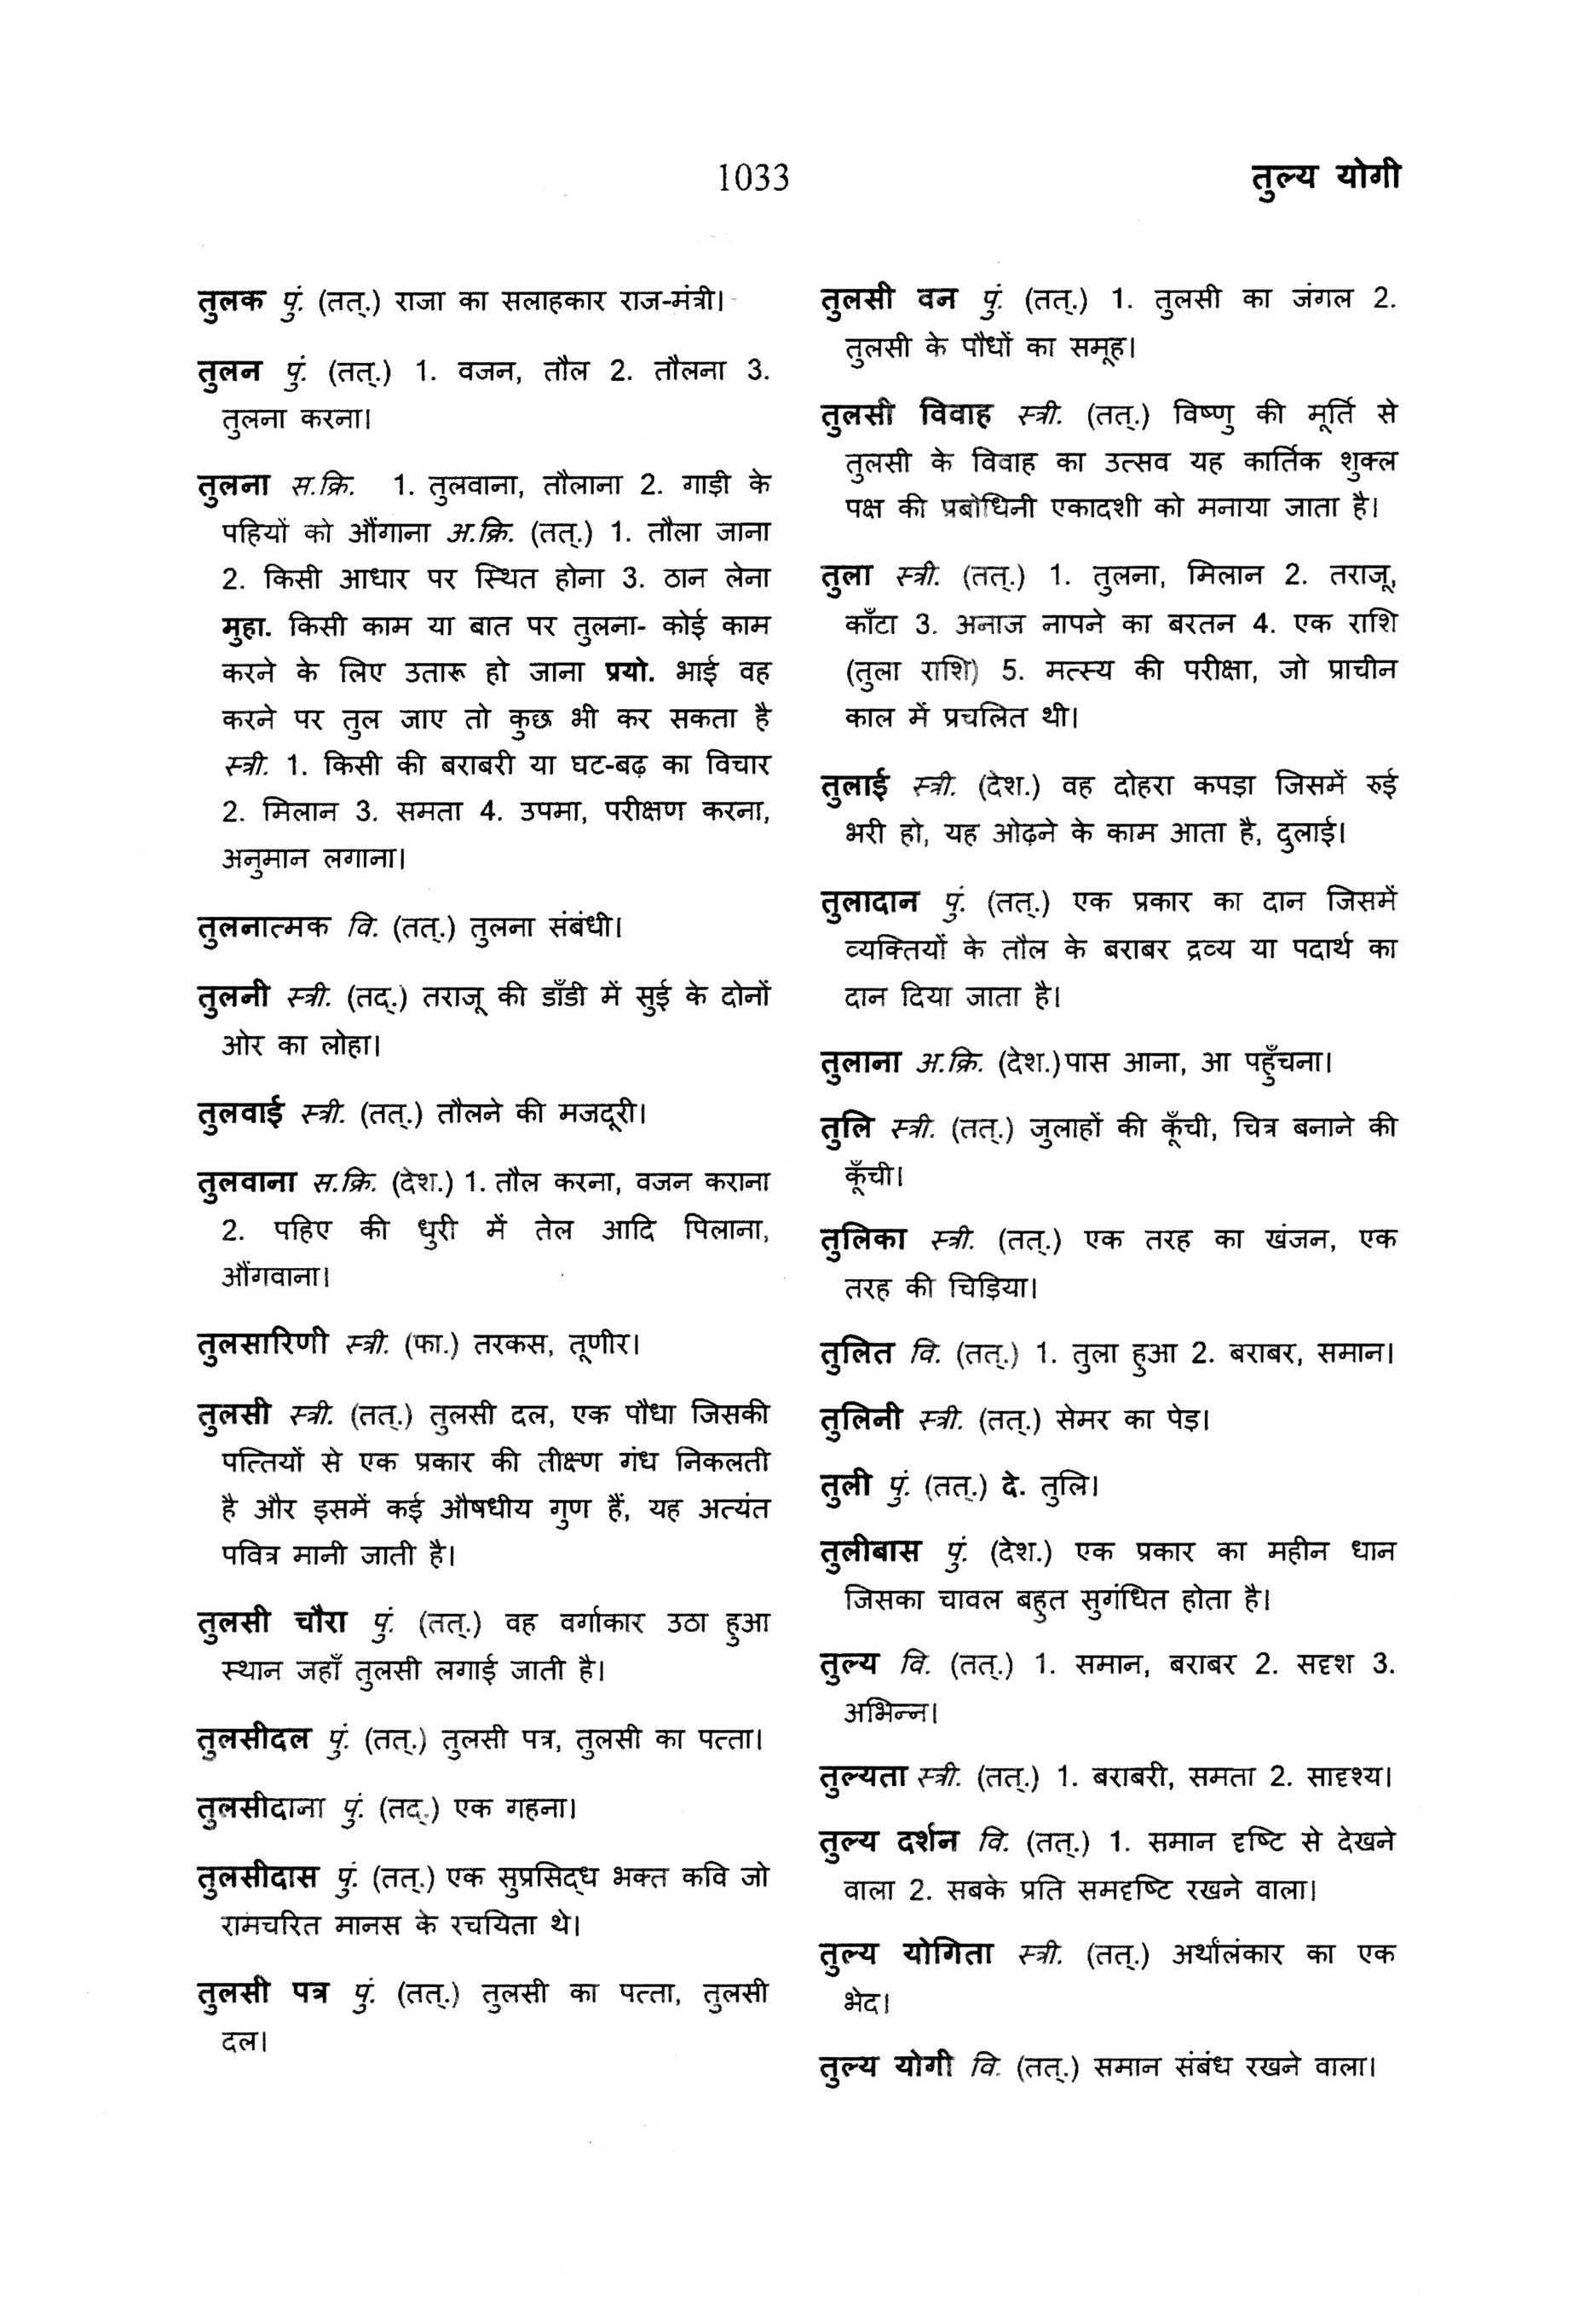 1033
तुल्य योगी
तुलक पुं. (तत्.) राजा का सलाहकार राज-मंत्री।
तुलन पुं. (तत्.) 1. वजन, तौल 2. तौलना 3.
तुलना करना।
तुलना स.क्रि. 1. तुलवाना, तौलाना 2. गाड़ी के
पहियों को औंगाना अ.क्रि. (तत्.) 1. तौला जाना
2. किसी आधार पर स्थित होना 3. ठान लेना
मुहा. किसी काम या बात पर तुलना- कोई काम
करने के लिए उतारू हो जाना प्रयो. भाई वह
करने पर तुल जाए तो कुछ भी कर सकता है
स्त्री. 1. किसी की बराबरी या घट-बढ़ का विचार
2. मिलान 3. समता 4. उपमा, परीक्षण करना,
अनुमान लगाना।
तुलनात्मक वि. (तत्.) तुलना संबंधी।
तुलनी स्त्री. (तद्.) तराजू की डाँडी में सुई के दोनों
ओर का लोहा।
तुलवाई स्त्री. (तत्.) तौलने की मजदूरी।
तुलवाना स.क्रि. (देश.) 1. तौल करना, वजन कराना
2. पहिए की धुरी में तेल आदि पिलाना,
औंगवाना।
तुलसारिणी स्त्री. (फा.) तरकस, तूणीर।
तुलसी स्त्री. (तत्.) तुलसी दल, एक पौधा जिसकी
पत्तियों से एक प्रकार की तीक्ष्ण गंध निकलती
है और इसमें कई औषधीय गुण हैं, यह अत्यंत
पवित्र मानी जाती है।
तुलसी चौरा पुं. (तत्.) वह वर्गाकार उठा हुआ
स्थान जहाँ तुलसी लगाई जाती है।
तुलसीदल पुं. (तत्.) तुलसी पत्र, तुलसी का पत्ता।
तुलसीदाना पुं. (तद्.) एक गहना।
तुलसीदास पुं. (तत्.) एक सुप्रसिद्ध भक्त कवि जो
रामचरित मानस के रचयिता थे।
तुलसी पत्र पुं. (तत्.) तुलसी का पत्ता, तुलसी
दल।
तुलसी वन पुं. (तत्.) 1. तुलसी का जंगल 2.
तुलसी के पौधों का समूह।
तुलसी विवाह स्त्री. (तत्.) विष्णु की मूर्ति से
तुलसी के विवाह का उत्सव यह कार्तिक शुक्ल
पक्ष की प्रबोधिनी एकादशी को मनाया जाता है।
तुला स्त्री. (तत्.) 1. तुलना, मिलान 2. तराजू,
काँटा 3. अनाज नापने का बरतन 4. एक राशि
(तुला राशि) 5. मत्स्य की परीक्षा, जो प्राचीन
काल में प्रचलित थी।
तुलाई स्त्री. (देश.) वह दोहरा कपड़ा जिसमें रुई
भरी हो, यह ओढ़ने के काम आता है, दुलाई।
तुलादान पुं. (तत्.) एक प्रकार का दान जिसमें
व्यक्तियों के तौल के बराबर द्रव्य या पदार्थ का
दान दिया जाता है।
तुलाना अ.क्रि. (देश.) पास आना, आ पहुँचना।
तुलि स्त्री. (तत्.) जुलाहों की कूँची, चित्र बनाने की
कूँची।
तुलिका स्त्री. (तत्.) एक तरह का खंजन, एक
तरह की चिड़िया।
तुलित वि. (तत्.) 1. तुला हुआ 2. बराबर, समान।
तुलिनी स्त्री. (तत्.) सेमर का पेड़।
तुली पुं. (तत्.) दे. तुलि।
तुलीबास पुं. (देश.) एक प्रकार का महीन धान
जिसका चावल बहुत सुगंधित होता है।
तुल्य वि. (तत्.) 1. समान, बराबर 2. सदृश 3.
अभिन्न।
तुल्यता स्त्री. (तत्.) 1. बराबरी, समता 2. सादृश्य।
तुल्य दर्शन वि. (तत्.) 1. समान दृष्टि से देखने
वाला 2. सबके प्रति समदृष्टि रखने वाला।
तुल्य योगिता स्त्री. (तत्.) अर्थांलंकार का एक
भेद।
तुल्य योगी वि. (तत्.) समान संबंध रखने वाला।